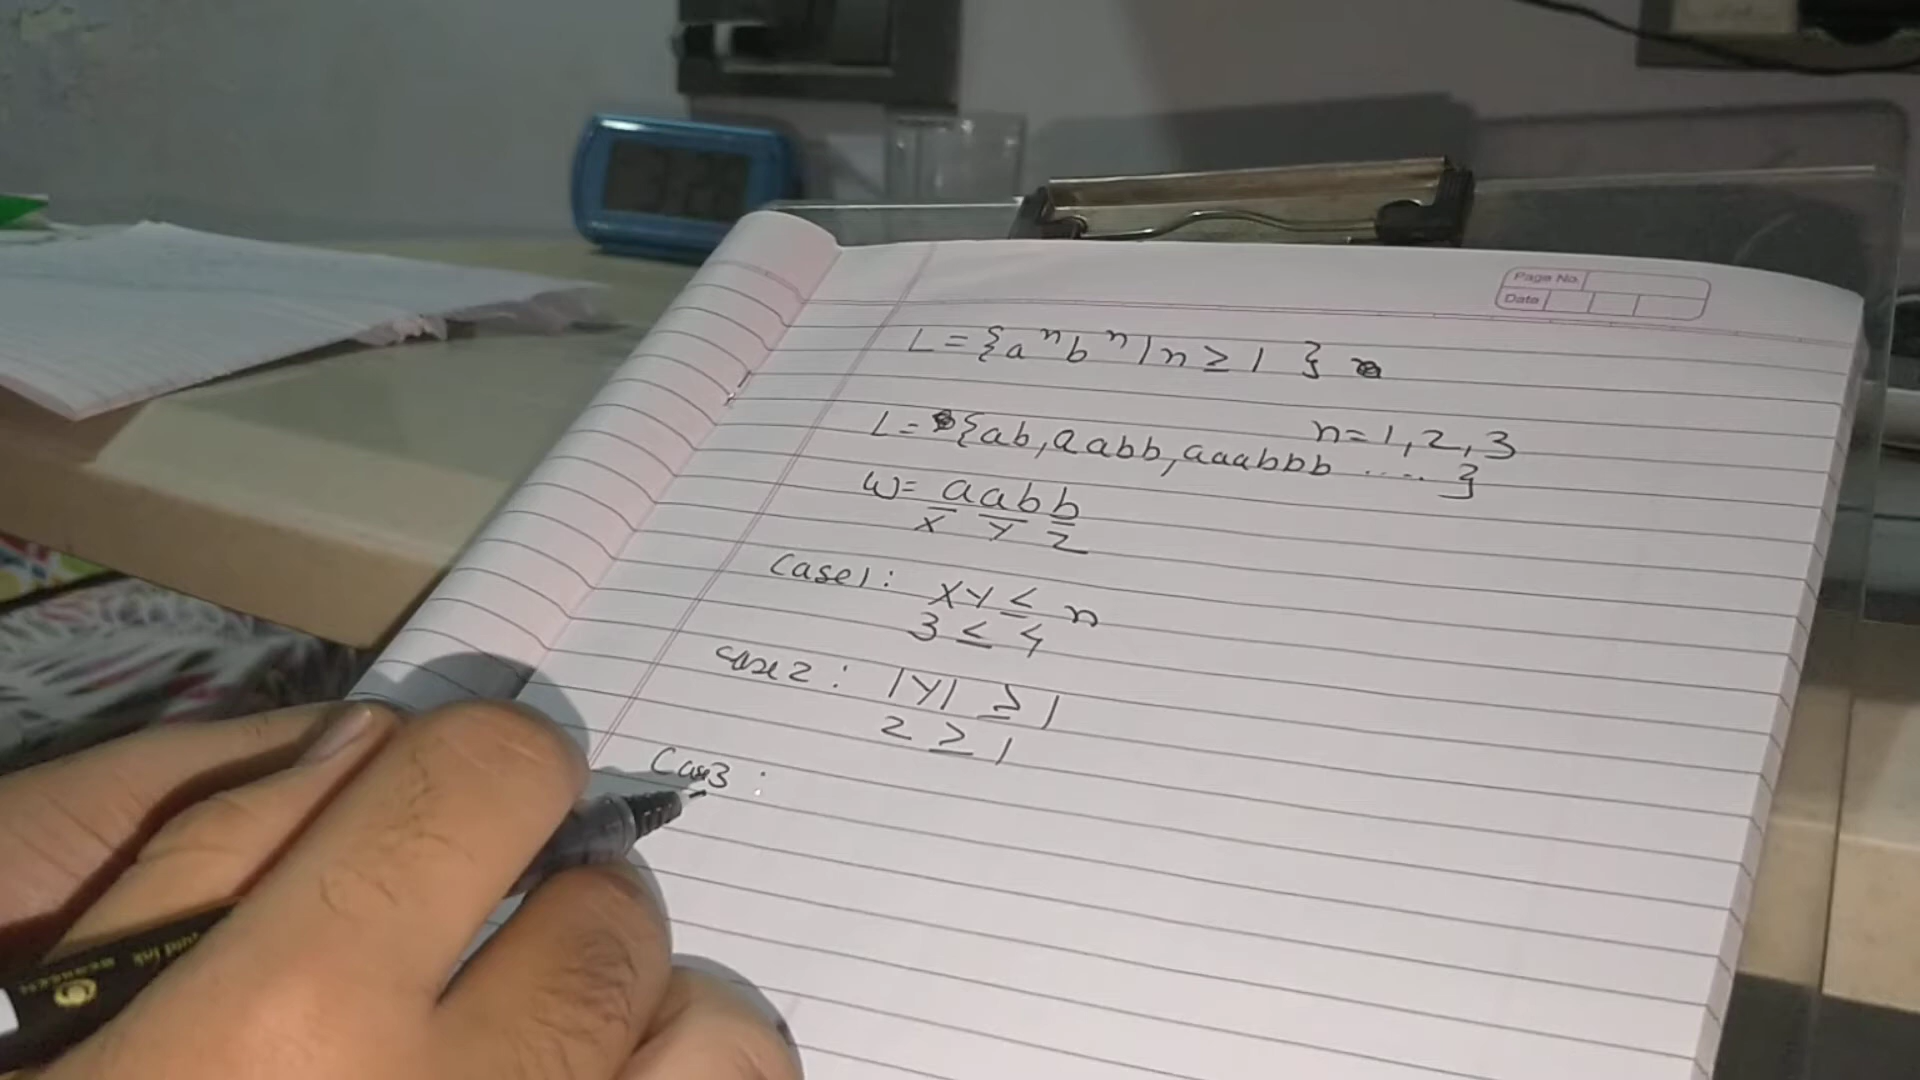 Page No.
Date
L = {aⁿbⁿ | n ≥ 1 }
n=1,2,3
L = {ab, aabb, aaabbb .... }
w = aabb
x y z
Case1: xy ≤ n
3 ≤ 4
case2: |y| ≥ 1
2 ≥ 1
Case3 :